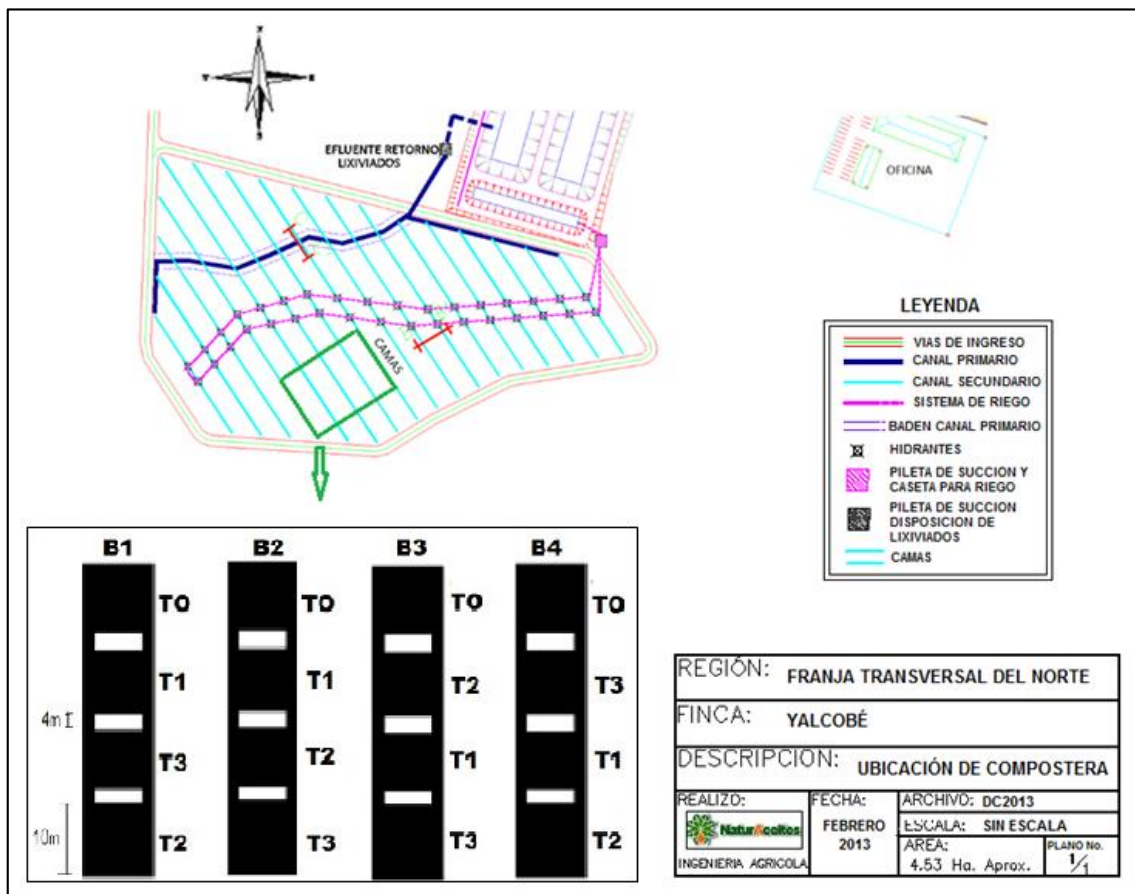 EFLUENTE RETORNO
LIXIVIADOS
OFICINA
CAMAS
LEYENDA
VIAS DE INGRESO
CANAL PRIMARIO
CANAL SECUNDARIO
SISTEMA DE RIEGO
BADEN CANAL PRIMARIO
HIDRANTES
PILETA DE SUCCION Y
CASETA PARA RIEGO
PILETA DE SUCCION
DISPOSICION DE
LIXIVIADOS
CAMAS
B1 B2 B3 B4
T0 T0 T0 T0
T1 T1 T2 T3
4m
T3 T2 T1 T1
10m
T2 T3 T3 T2
REGIÓN: FRANJA TRANSVERSAL DEL NORTE
FINCA: YALCOBÉ
DESCRIPCION: UBICACIÓN DE COMPOSTERA
REALIZO:
NaturAceites
INGENIERIA AGRICOLA
FECHA:
FEBRERO
2013
ARCHIVO: DC2013
ESCALA: SIN ESCALA
AREA:
4.53 Ha. Aprox.
PLANO No.
1/1